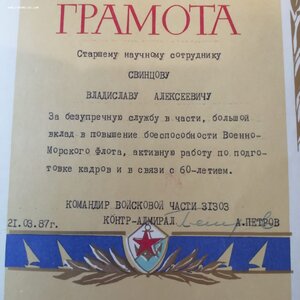 ГРАМОТА
Старшему научному сотруднику
СВИНЦОВУ
ВЛАДИСЛАВУ АЛЕКСЕЕВИЧУ
За безупречную службу в части, большой
вклад в повышение боеспособности Военно-
Морского Флота, активную работу по подго-
товке кадров и в связи с 60-летием.
КОМАНДИР ВОЙСКОВОЙ ЧАСТИ 31303
21.03.87г. КОНТР-АДМИРАЛ А.ПЕТРОВ